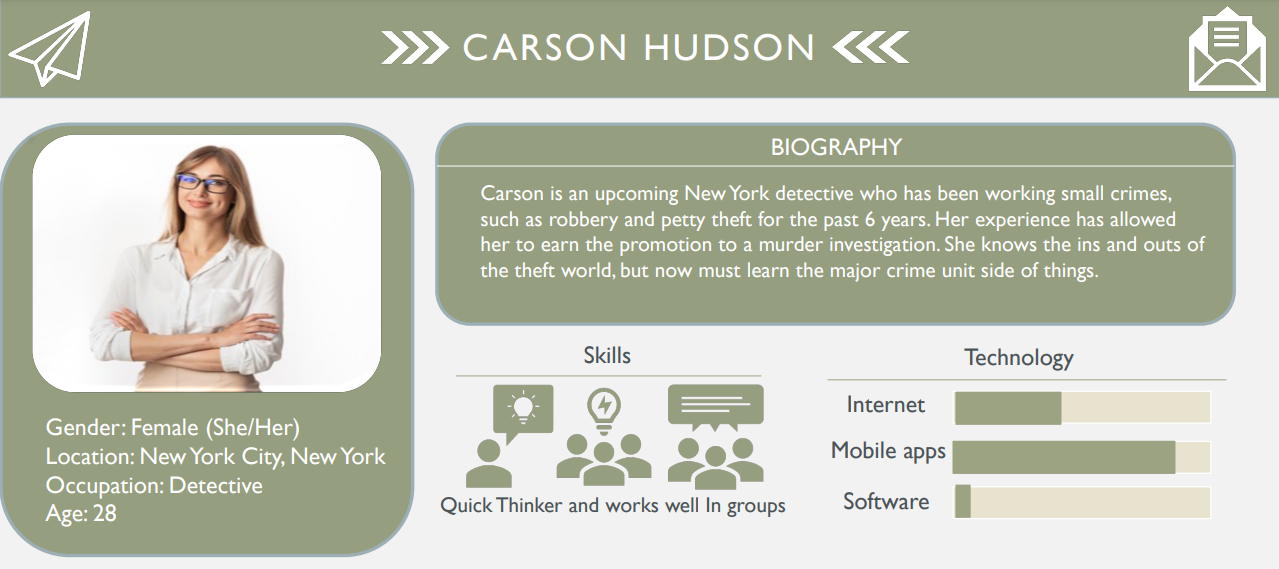 CARSON HUDSON
Gender: Female (She/Her)
Location: New York City, New York
Occupation: Detective
Age: 28
BIOGRAPHY
Carson is an upcoming New York detective who has been working small crimes,
such as robbery and petty theft for the past 6 years. Her experience has allowed
her to earn the promotion to a murder investigation. She knows the ins and outs of
the theft world, but now must learn the major crime unit side of things.
Skills
Quick Thinker and works well In groups
Technology
Internet
Mobile apps
Software